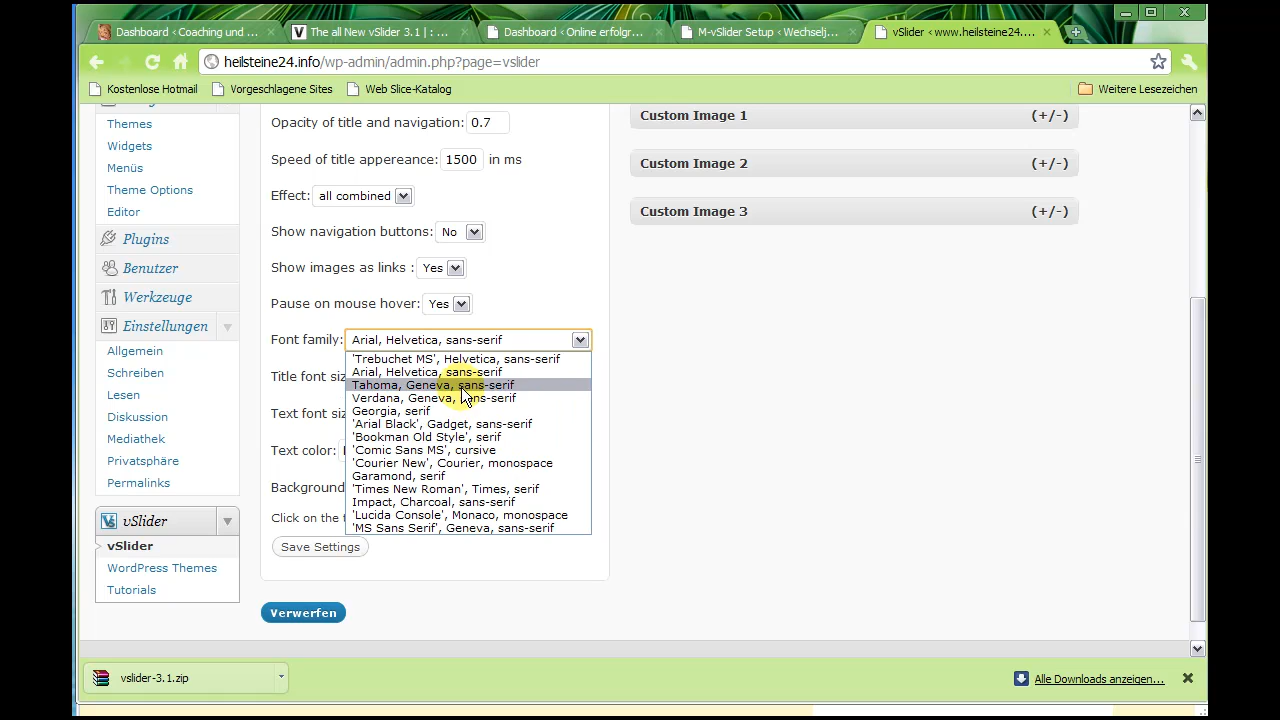 Dashboard ‹ Coaching und ...
The all New vSlider 3.1 | : ...
Dashboard ‹ Online erfolgr...
M-vSlider Setup ‹ Wechselj...
vSlider ‹ www.heilsteine24....
heilsteine24.info/wp-admin/admin.php?page=vslider
Kostenlose Hotmail
Vorgeschlagene Sites
Web Slice-Katalog
Weitere Lesezeichen
Themes
Widgets
Menüs
Theme Options
Editor
Plugins
Benutzer
Werkzeuge
Einstellungen
Allgemein
Schreiben
Lesen
Diskussion
Mediathek
Privatsphäre
Permalinks
vSlider
vSlider
WordPress Themes
Tutorials
Opacity of title and navigation: 0.7
Speed of title appereance: 1500 in ms
Effect: all combined
Show navigation buttons: No
Show images as links : Yes
Pause on mouse hover: Yes
Font family: Arial, Helvetica, sans-serif
'Trebuchet MS', Helvetica, sans-serif
Arial, Helvetica, sans-serif
Tahoma, Geneva, sans-serif
Verdana, Geneva, sans-serif
Georgia, serif
'Arial Black', Gadget, sans-serif
'Bookman Old Style', serif
'Comic Sans MS', cursive
'Courier New', Courier, monospace
Garamond, serif
'Times New Roman', Times, serif
Impact, Charcoal, sans-serif
'Lucida Console', Monaco, monospace
'MS Sans Serif', Geneva, sans-serif
Title font
Text font
Text color:
Background
Click on the
Save Settings
Verwerfen
Custom Image 1 (+/-)
Custom Image 2 (+/-)
Custom Image 3 (+/-)
vslider-3.1.zip
Alle Downloads anzeigen...